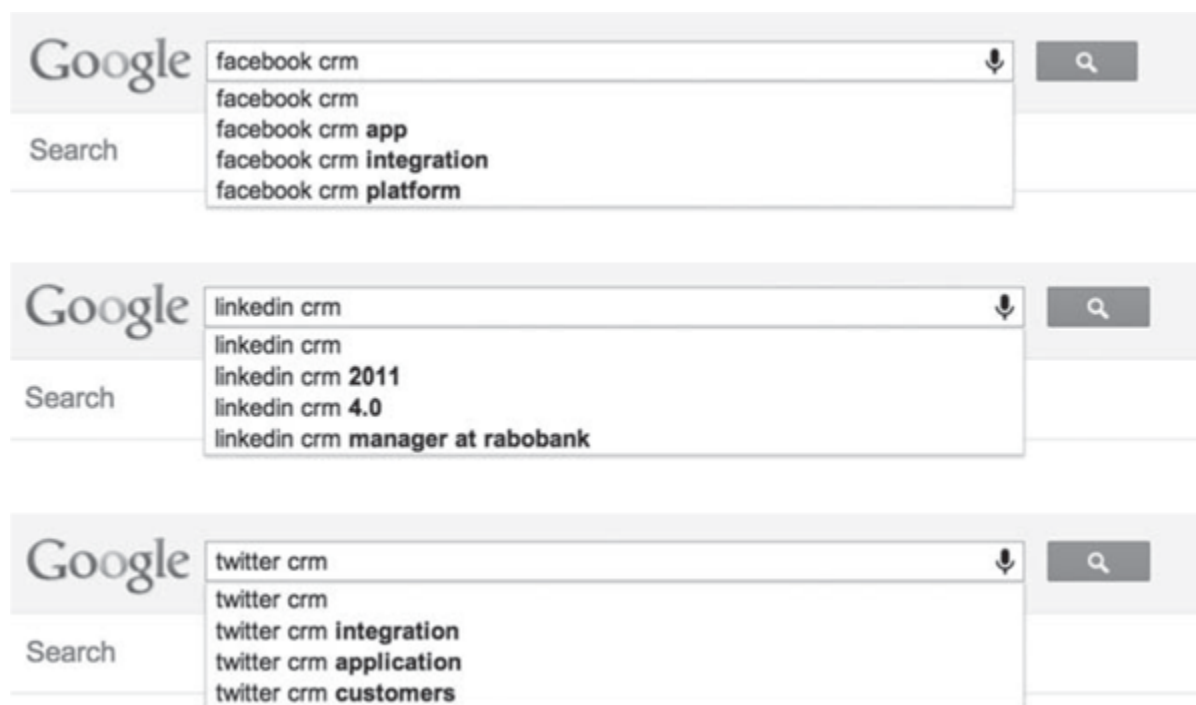 Google facebook crm
facebook crm
facebook crm app
Search
facebook crm integration
facebook crm platform
Google linkedin crm
linkedin crm
linkedin crm 2011
Search
linkedin crm 4.0
linkedin crm manager at rabobank
Google twitter crm
twitter crm
twitter crm integration
Search
twitter crm application
twitter crm customers